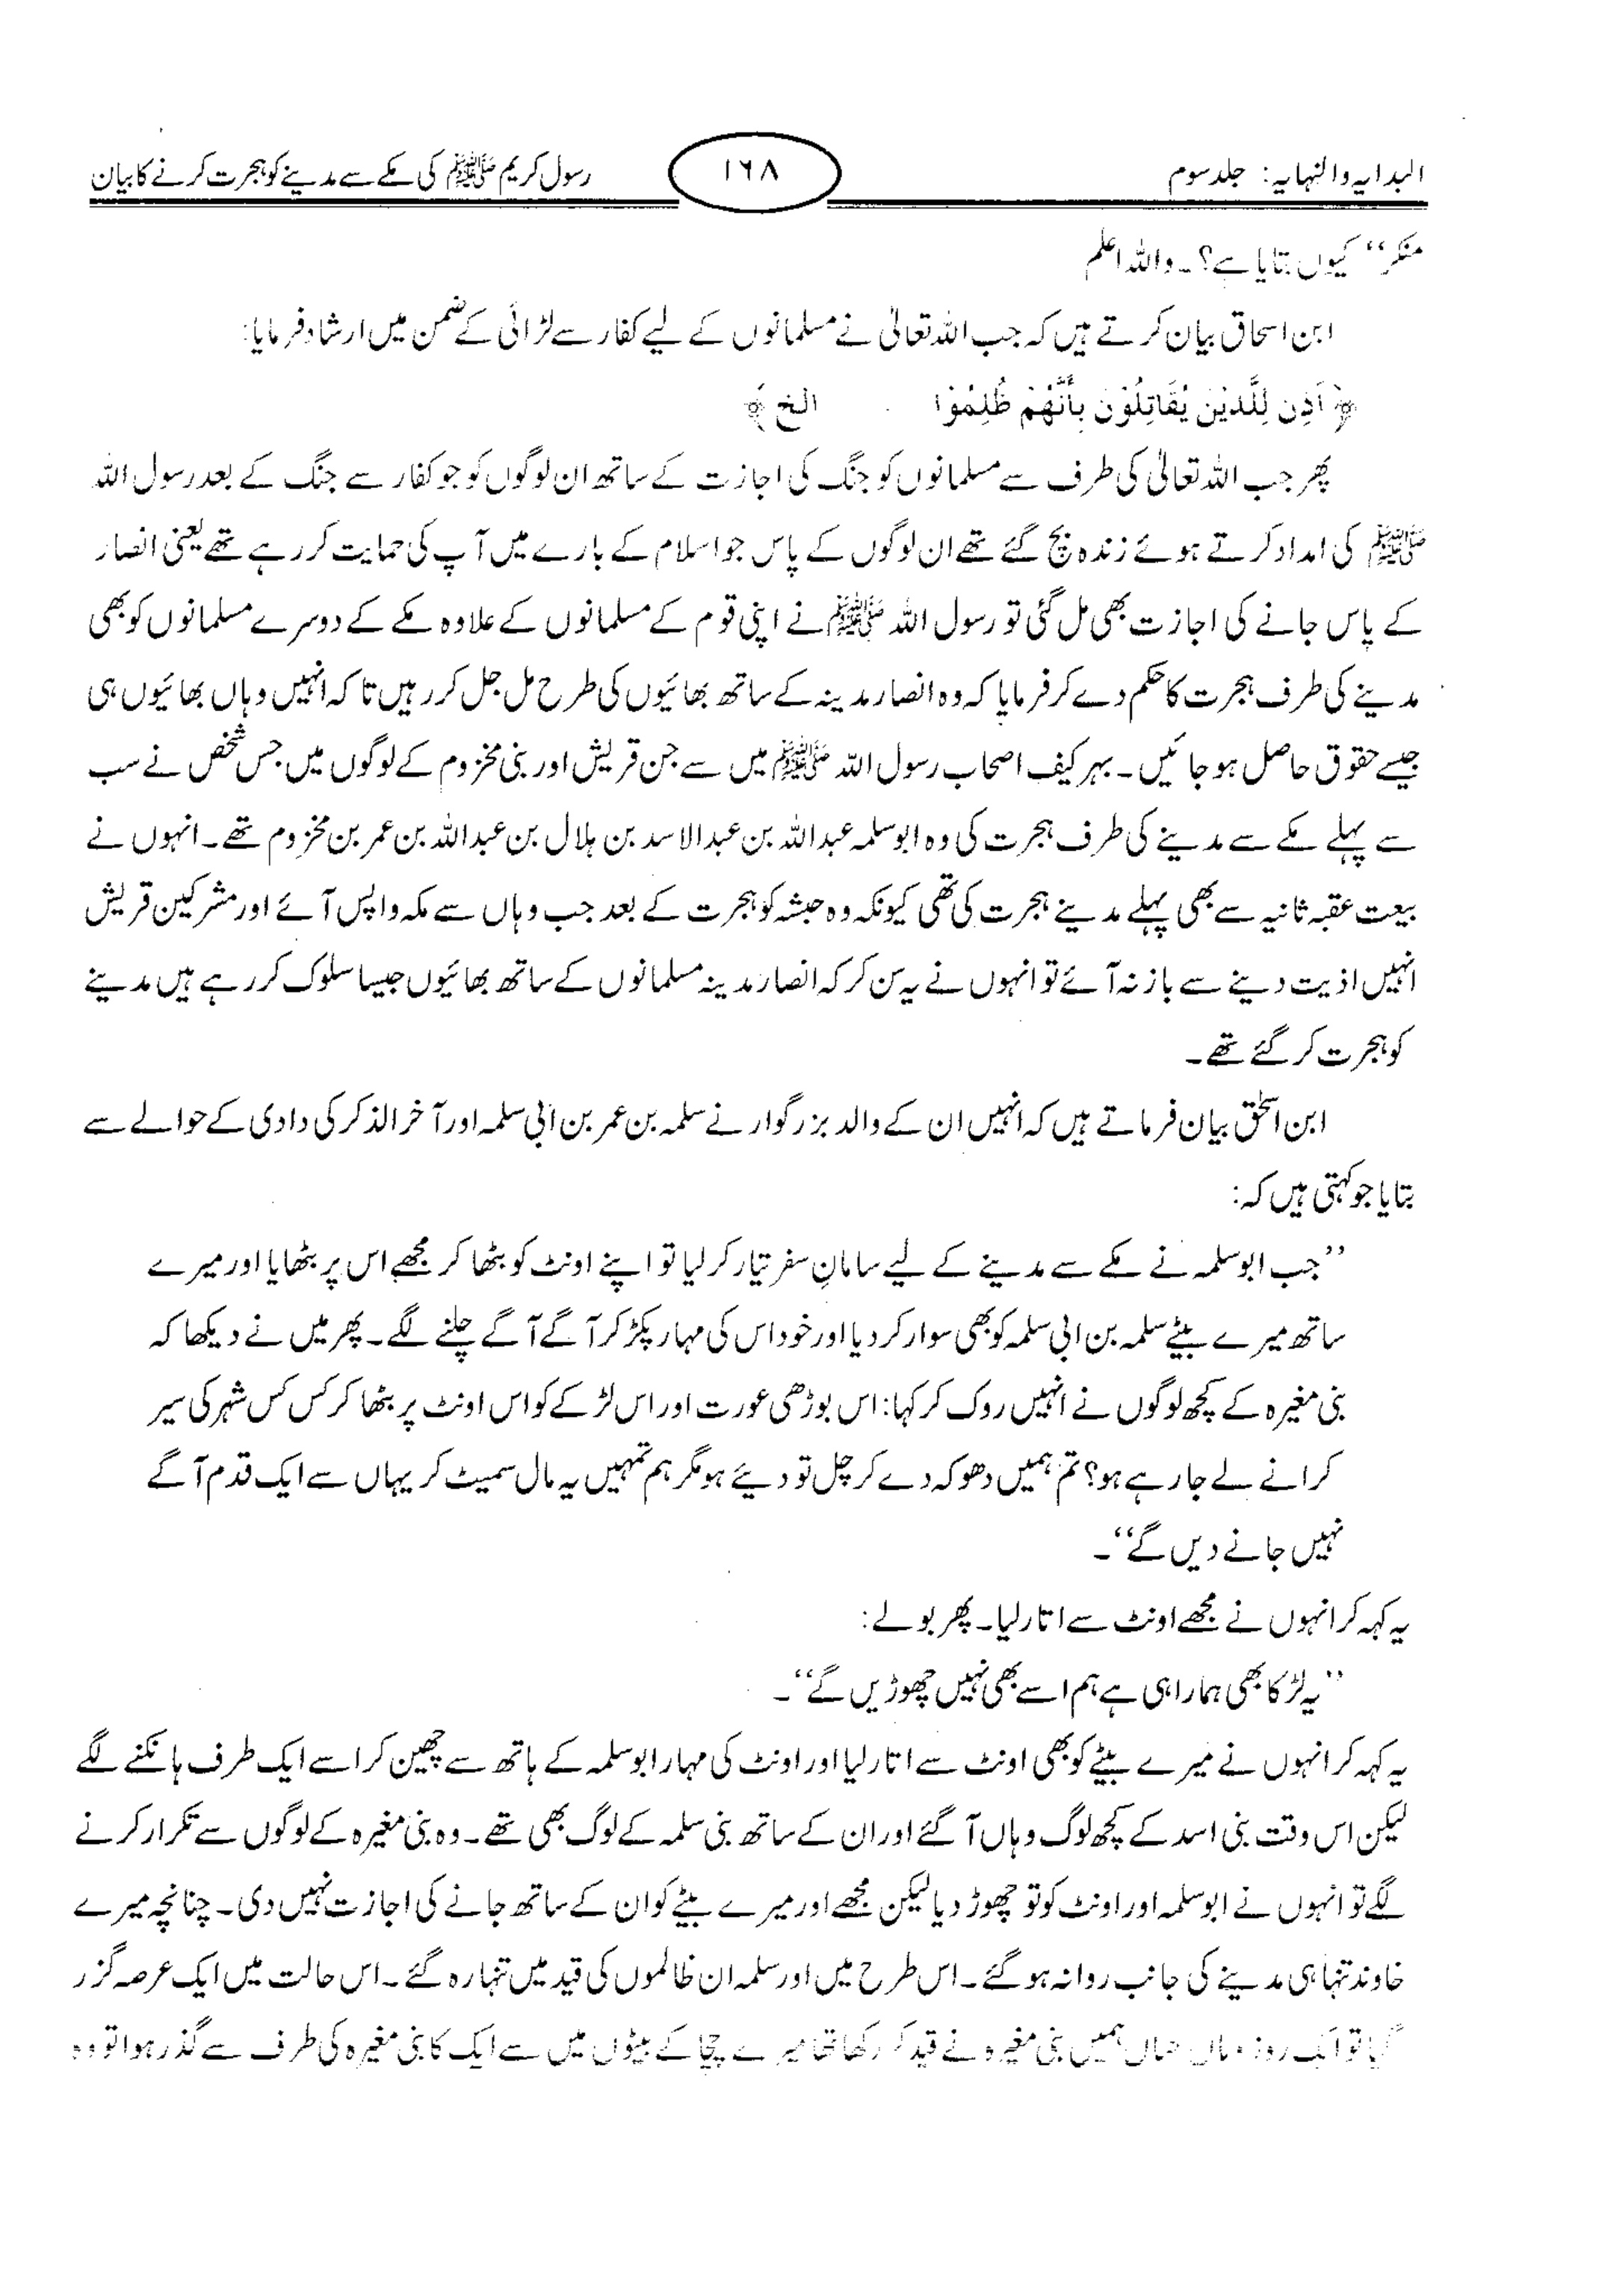 البدایہ والنہایہ: جلد سوم
۱۶۸
رسول کریم ﷺ کی مکے سے مدینے کو ہجرت کرنے کا بیان
منکر‘‘ کیوں بتایا ہے؟۔ واللہ اعلم
ابن اسحاق بیان کرتے ہیں کہ جب اللہ تعالیٰ نے مسلمانوں کے لیے کفار سے لڑائی کے ضمن میں ارشاد فرمایا:
﴿ اَذِن لِلَّذِيْنَ يُقَاتِلُوْنَ بِأَنَّهُمْ ظُلِمُوْا الخ ﴾
پھر جب اللہ تعالیٰ کی طرف سے مسلمانوں کو جنگ کی اجازت کے ساتھ ان لوگوں کو جو کفار سے جنگ کے بعد رسول اللہ
ﷺ کی امداد کرتے ہوئے زندہ بچ گئے تھے ان لوگوں کے پاس جو اسلام کے بارے میں آپ کی حمایت کر رہے تھے یعنی انصار
کے پاس جانے کی اجازت بھی مل گئی تو رسول اللہ ﷺ نے اپنی قوم کے مسلمانوں کے علاوہ مکے کے دوسرے مسلمانوں کو بھی
مدینے کی طرف ہجرت کا حکم دے کر فرمایا کہ وہ انصار مدینہ کے ساتھ بھائیوں کی طرح مل جل کر رہیں تا کہ انہیں وہاں بھائیوں ہی
جیسے حقوق حاصل ہو جائیں۔ بہر کیف اصحاب رسول اللہ ﷺ میں سے جن قریش اور بنی مخزوم کے لوگوں میں جس شخص نے سب
سے پہلے مکے سے مدینے کی طرف ہجرت کی وہ ابوسلمہ عبداللہ بن عبدالاسد بن ہلال بن عبداللہ بن عمر بن مخزوم تھے۔ انہوں نے
بیعت عقبہ ثانیہ سے بھی پہلے مدینے ہجرت کی تھی کیونکہ وہ حبشہ کو ہجرت کے بعد جب وہاں سے مکہ واپس آئے اور مشرکین قریش
انہیں اذیت دینے سے باز نہ آئے تو انہوں نے یہ سن کر کہ انصار مدینہ مسلمانوں کے ساتھ بھائیوں جیسا سلوک کر رہے ہیں مدینے
کو ہجرت کر گئے تھے۔
ابن اسحٰق بیان فرماتے ہیں کہ انہیں ان کے والد بزرگوار نے سلمہ بن عمر بن ابی سلمہ اور آخر الذکر کی دادی کے حوالے سے
بتایا جو کہتی ہیں کہ:
’’جب ابوسلمہ نے مکے سے مدینے کے لیے سامانِ سفر تیار کر لیا تو اپنے اونٹ کو بٹھا کر مجھے اس پر بٹھایا اور میرے
ساتھ میرے بیٹے سلمہ بن ابی سلمہ کو بھی سوار کر دیا اور خود اس کی مہار پکڑ کر آگے آگے چلنے لگے۔ پھر میں نے دیکھا کہ
بنی مغیرہ کے کچھ لوگوں نے انہیں روک کر کہا: اس بوڑھی عورت اور اس لڑکے کو اس اونٹ پر بٹھا کر کس کس شہر کی سیر
کرانے لے جا رہے ہو؟ تم ہمیں دھوکہ دے کر چل تو دیئے ہو مگر ہم تمہیں یہ مال سمیٹ کر یہاں سے ایک قدم آگے
نہیں جانے دیں گے‘‘۔
یہ کہہ کر انہوں نے مجھے اونٹ سے اتار لیا۔ پھر بولے:
’’یہ لڑکا بھی ہمارا ہی ہے ہم اسے بھی نہیں چھوڑیں گے‘‘۔
یہ کہہ کر انہوں نے میرے بیٹے کو بھی اونٹ سے اتار لیا اور اونٹ کی مہار ابوسلمہ کے ہاتھ سے چھین کر اسے ایک طرف ہانکنے لگے
لیکن اس وقت بنی اسد کے کچھ لوگ وہاں آ گئے اور ان کے ساتھ بنی سلمہ کے لوگ بھی تھے۔ وہ بنی مغیرہ کے لوگوں سے تکرار کرنے
لگے تو انہوں نے ابوسلمہ اور اونٹ کو تو چھوڑ دیا لیکن مجھے اور میرے بیٹے کو ان کے ساتھ جانے کی اجازت نہیں دی۔ چنانچہ میرے
خاوند تنہا ہی مدینے کی جانب روانہ ہو گئے۔ اس طرح میں اور سلمہ ان ظالموں کی قید میں تنہا رہ گئے۔ اس حالت میں ایک عرصہ گزر
گیا تو ایک روز وہاں جہاں ہمیں بنی مغیرہ نے قید کر رکھا تھا میرے چچا کے بیٹوں میں سے ایک کا بنی مغیرہ کی طرف سے گذر ہوا تو وہ